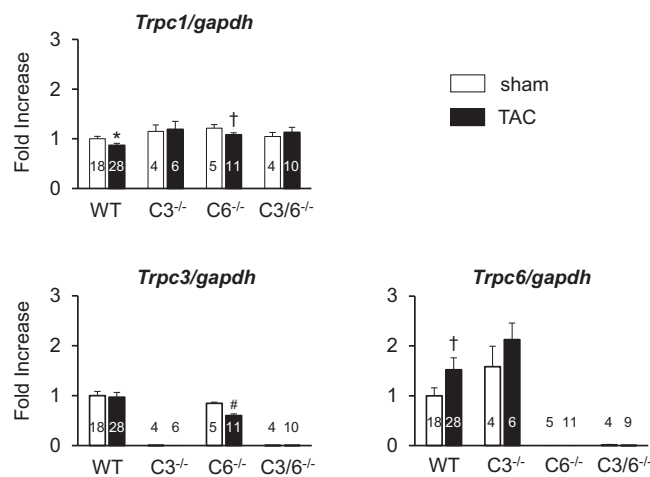 Trpc1/gapdh
Fold Increase
3
2
1
0
* †
18 28 4 6 5 11 4 10
WT C3-/- C6-/- C3/6-/-
sham
TAC
Trpc3/gapdh
Fold Increase
3
2
1
0
#
18 28 4 6 5 11 4 10
WT C3-/- C6-/- C3/6-/-
Trpc6/gapdh
3
2
1
0
†
18 28 4 6 5 11 4 9
WT C3-/- C6-/- C3/6-/-